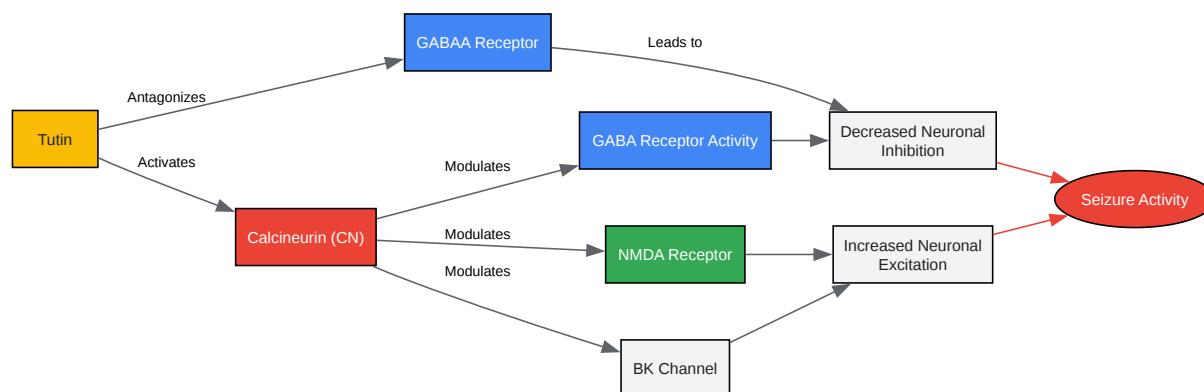 GABAA Receptor
Leads to
Antagonizes
Tutin
GABA Receptor Activity
Decreased Neuronal
Inhibition
Activates
Modulates
Seizure Activity
Calcineurin (CN)
Modulates
NMDA Receptor
Increased Neuronal
Excitation
Modulates
BK Channel